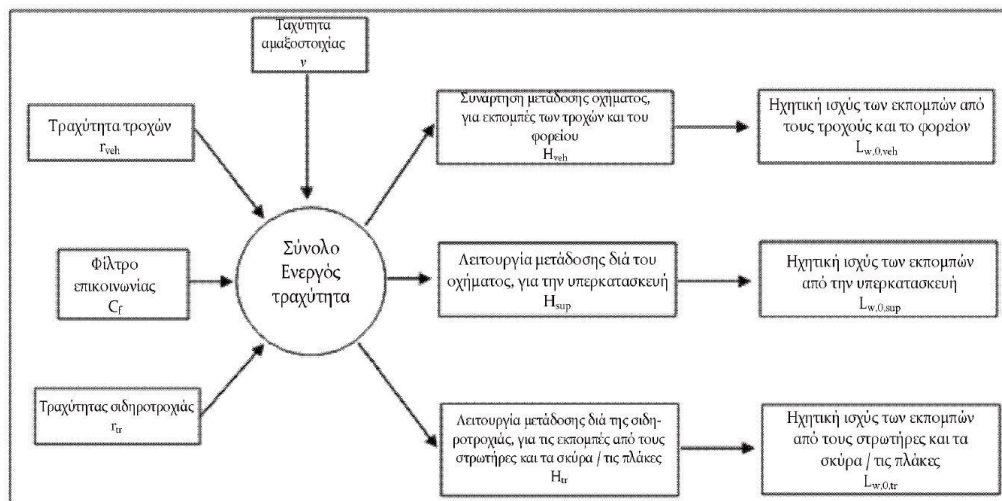 Ταχύτητα
αμαξοστοιχίας
v
Τραχύτητα τροχών
r_veh
Φίλτρο
επικοινωνίας
C_f
Τραχύτητας σιδηροτροχιάς
r_tr
Σύνολο
Ενεργός
τραχύτητα
Συνάρτηση μετάδοσης οχήματος,
για εκπομπές των τροχών και του
φορείου
H_veh
Ηχητική ισχύς των εκπομπών από
τους τροχούς και το φορείον
L_w,0,veh
Λειτουργία μετάδοσης διά του
οχήματος, για την υπερκατασκευή
H_sup
Ηχητική ισχύς των εκπομπών
από την υπερκατασκευή
L_w,0,sup
Λειτουργία μετάδοσης διά της σιδη-
ροτροχιάς, για τις εκπομπές από τους
στρωτήρες και τα σκύρα / τις πλάκες
H_tr
Ηχητική ισχύς των εκπομπών
από τους στρωτήρες και τα
σκύρα / τις πλάκες
L_w,0,tr